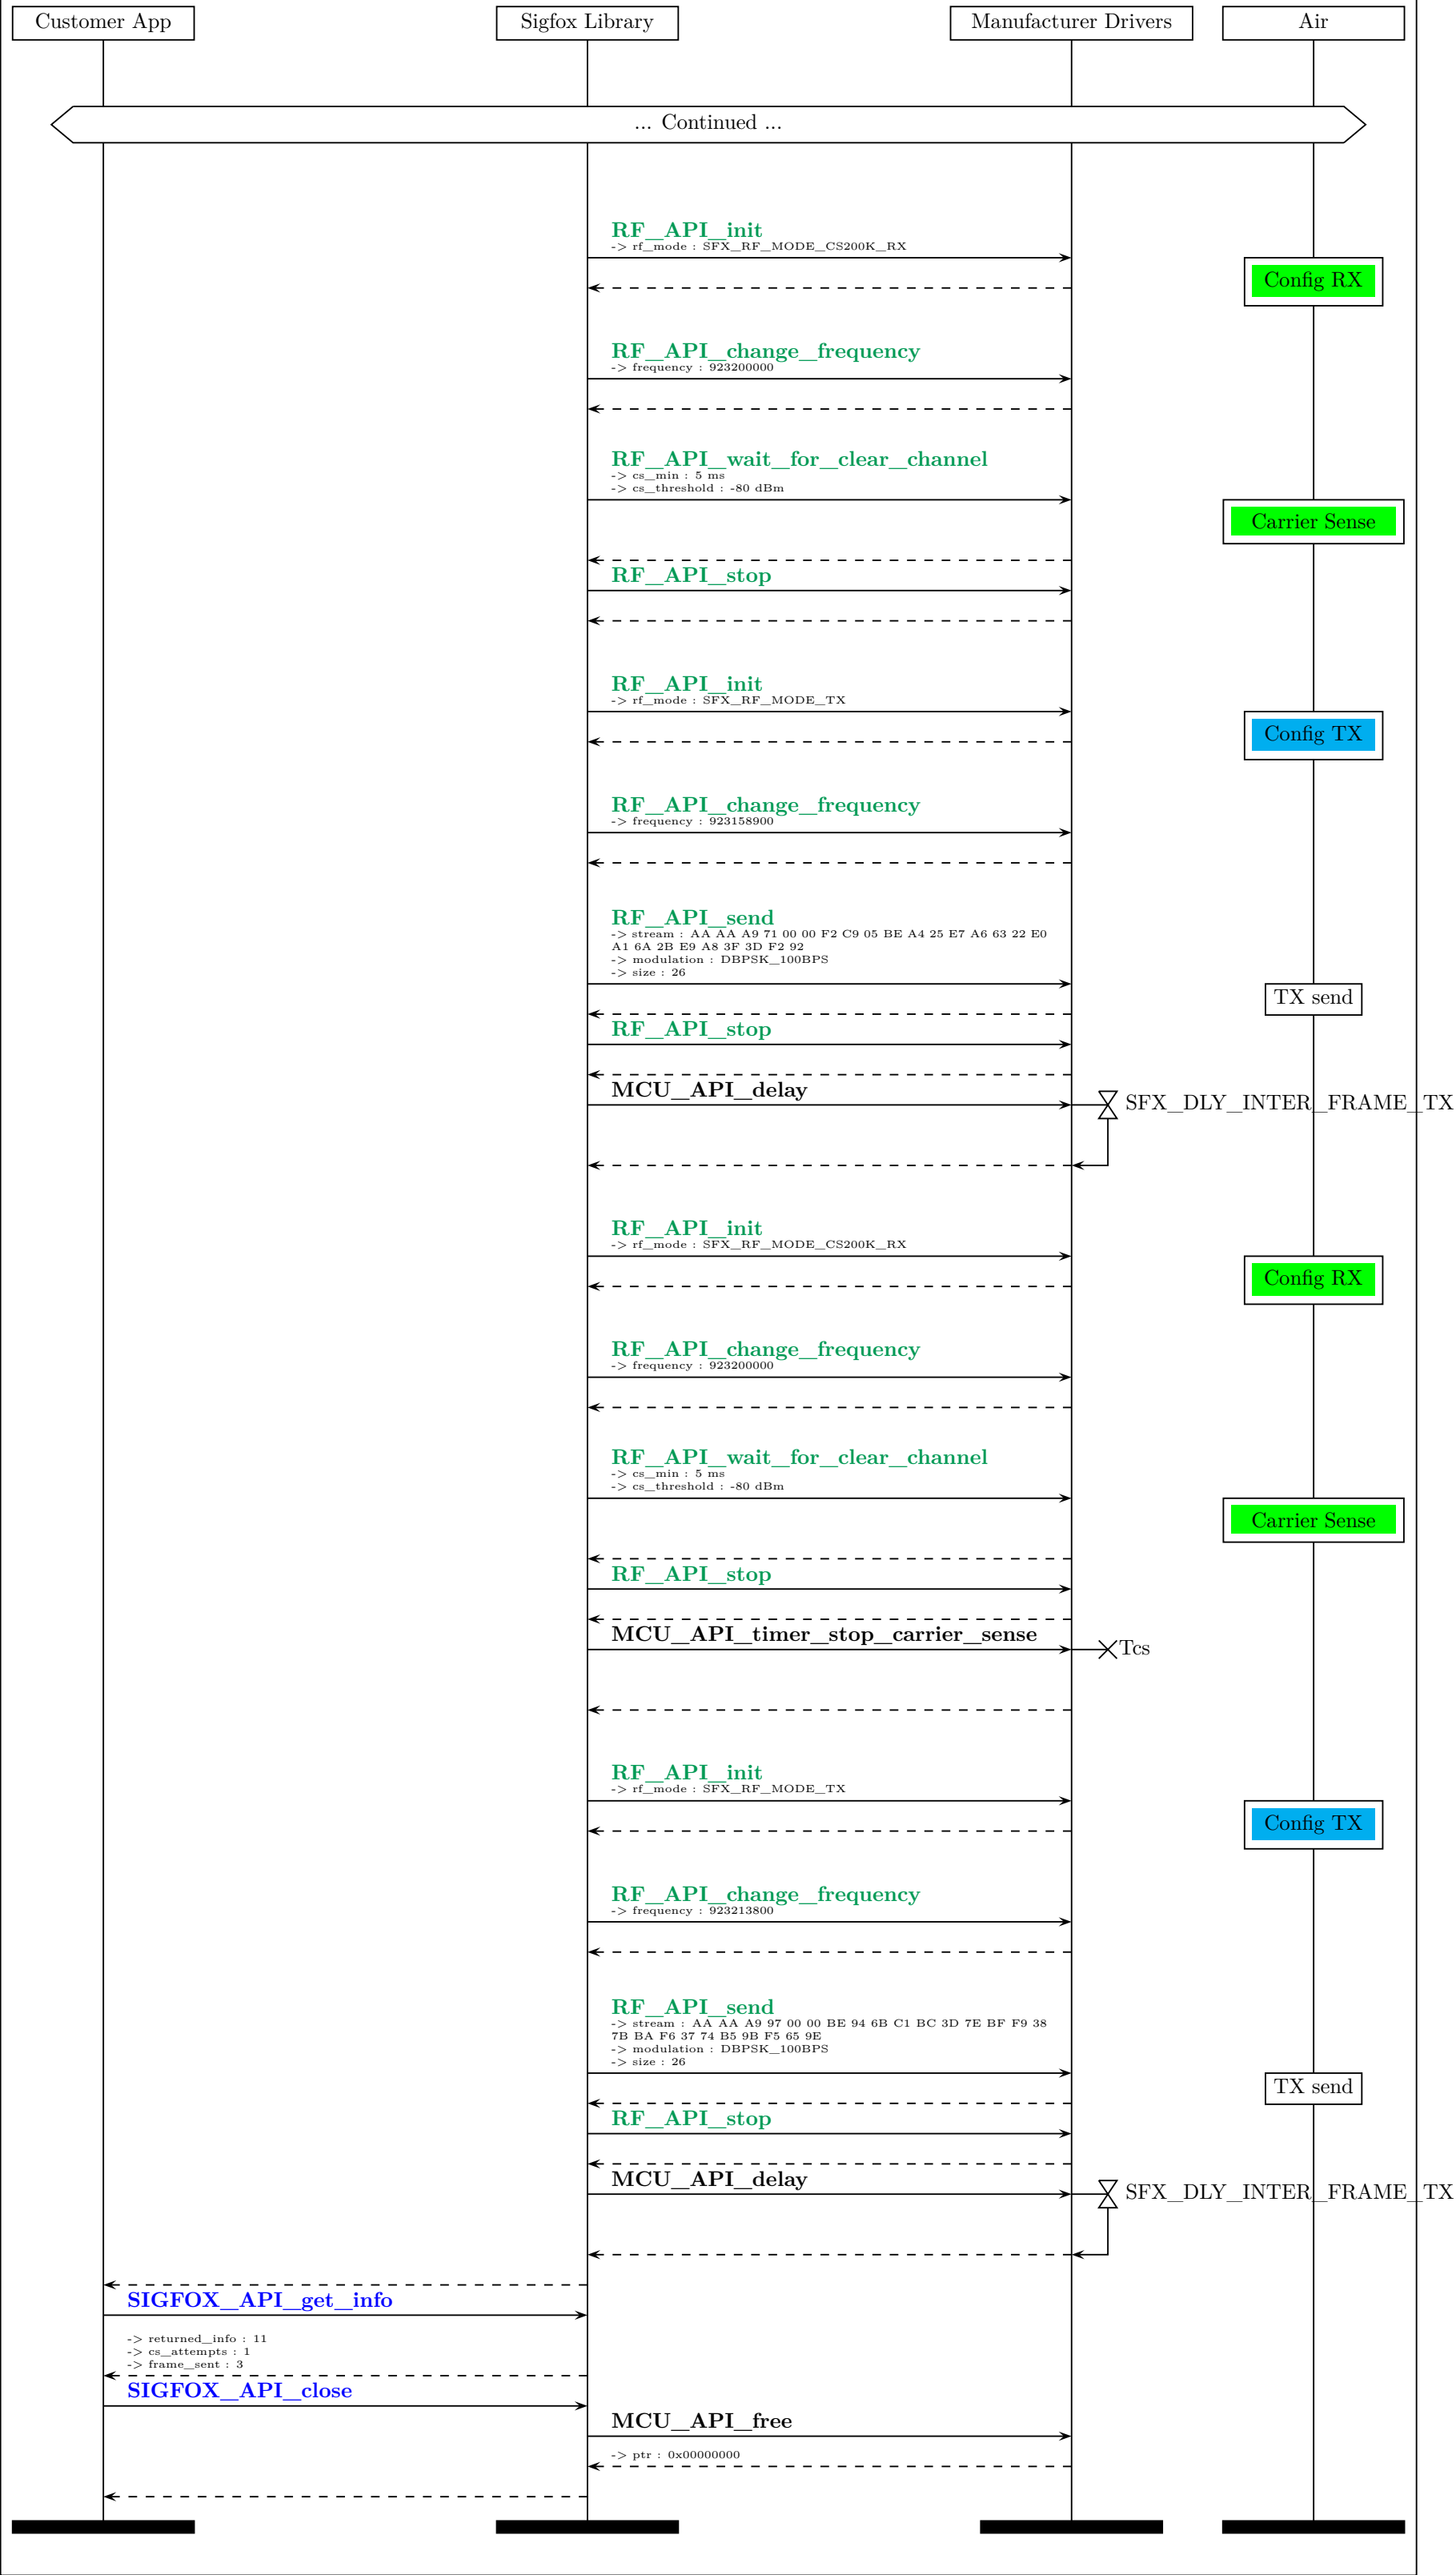 Customer App
Sigfox Library
Manufacturer Drivers
Air
... Continued ...
RF_API_init
-> rf_mode : SFX_RF_MODE_CS200K_RX
Config RX
RF_API_change_frequency
-> frequency : 923200000
RF_API_wait_for_clear_channel
-> cs_min : 5 ms
-> cs_threshold : -80 dBm
Carrier Sense
RF_API_stop
RF_API_init
-> rf_mode : SFX_RF_MODE_TX
Config TX
RF_API_change_frequency
-> frequency : 923158900
RF_API_send
-> stream : AA AA A9 71 00 00 F2 C9 05 BE A4 25 E7 A6 63 22 E0
A1 6A 2B E9 A8 3F 3D F2 92
-> modulation : DBPSK_100BPS
-> size : 26
TX send
RF_API_stop
MCU_API_delay
SFX_DLY_INTER_FRAME_TX
RF_API_init
-> rf_mode : SFX_RF_MODE_CS200K_RX
Config RX
RF_API_change_frequency
-> frequency : 923200000
RF_API_wait_for_clear_channel
-> cs_min : 5 ms
-> cs_threshold : -80 dBm
Carrier Sense
RF_API_stop
MCU_API_timer_stop_carrier_sense
Tcs
RF_API_init
-> rf_mode : SFX_RF_MODE_TX
Config TX
RF_API_change_frequency
-> frequency : 923213800
RF_API_send
-> stream : AA AA A9 97 00 00 BE 94 6B C1 BC 3D 7E BF F9 38
7B BA F6 37 74 B5 9B F5 65 9E
-> modulation : DBPSK_100BPS
-> size : 26
TX send
RF_API_stop
MCU_API_delay
SFX_DLY_INTER_FRAME_TX
SIGFOX_API_get_info
-> returned_info : 11
-> cs_attempts : 1
-> frame_sent : 3
SIGFOX_API_close
MCU_API_free
-> ptr : 0x00000000